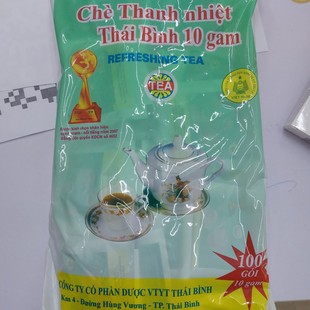 Chè Thanh nhiệt
Thái Bình 10 gam
REFRESHING TEA
TEA
100
GÓI
10 gam
CÔNG TY CỔ PHẦN DƯỢC VTYT THÁI BÌNH
Km 4 - Đường Hùng Vương - TP. Thái Bình